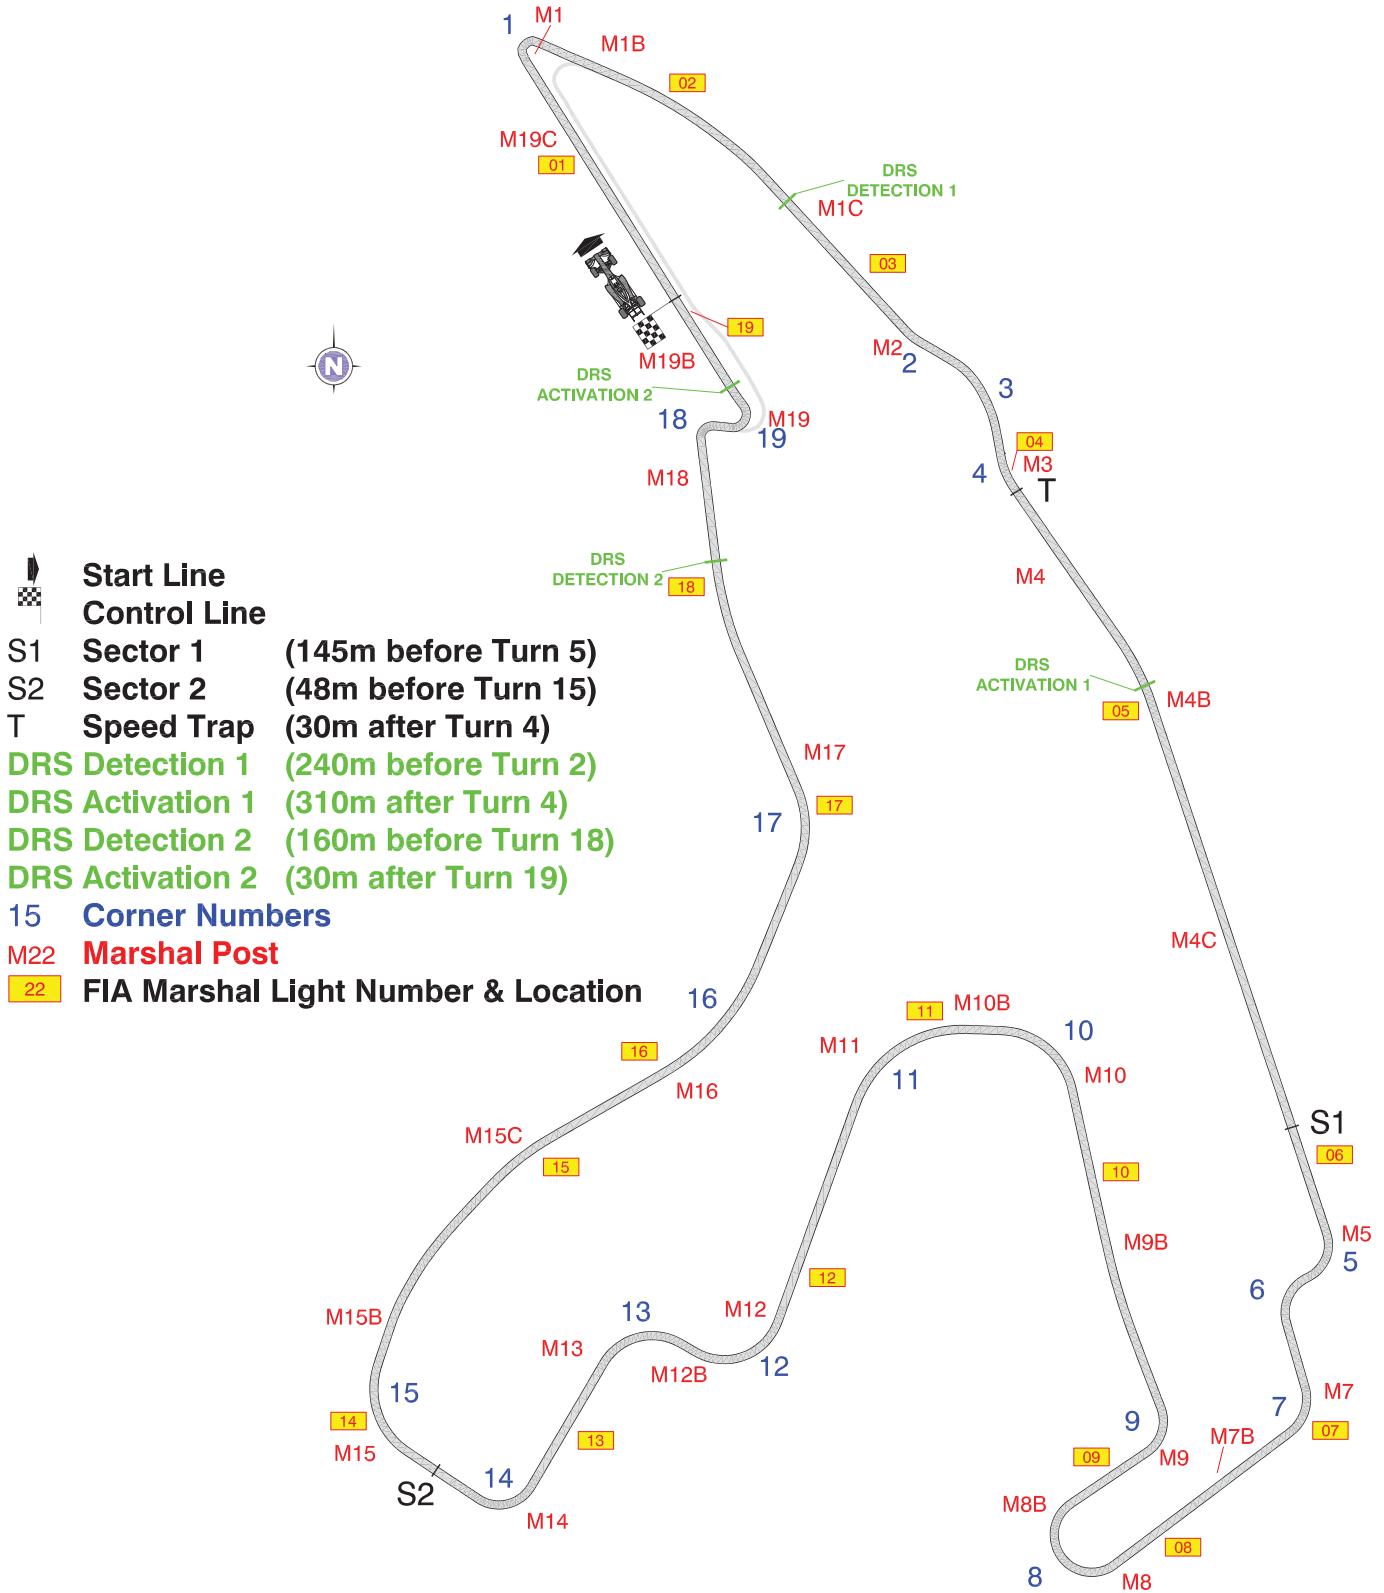 1
M1
M1B
02
M19C
01
DRS
DETECTION 1
M1C
03
19
M2
2
M19B
N
DRS
ACTIVATION 2
3
18
M19
19
04
M3
4
T
M18
M4
DRS
DETECTION 2
18
Start Line
Control Line
S1 Sector 1 (145m before Turn 5)
S2 Sector 2 (48m before Turn 15)
T Speed Trap (30m after Turn 4)
DRS Detection 1 (240m before Turn 2)
DRS Activation 1 (310m after Turn 4)
DRS Detection 2 (160m before Turn 18)
DRS Activation 2 (30m after Turn 19)
15 Corner Numbers
M22 Marshal Post
22 FIA Marshal Light Number & Location
DRS
ACTIVATION 1
M4B
05
M17
17
17
M4C
16
M10B
11
10
M11
11
M10
16
M16
S1
06
M15C
15
10
M5
5
M9B
6
12
M12
13
M15B
M13
12
M12B
15
14
M15
7
M7
07
9
M7B
13
09
M9
14
S2
M8B
M14
08
8
M8